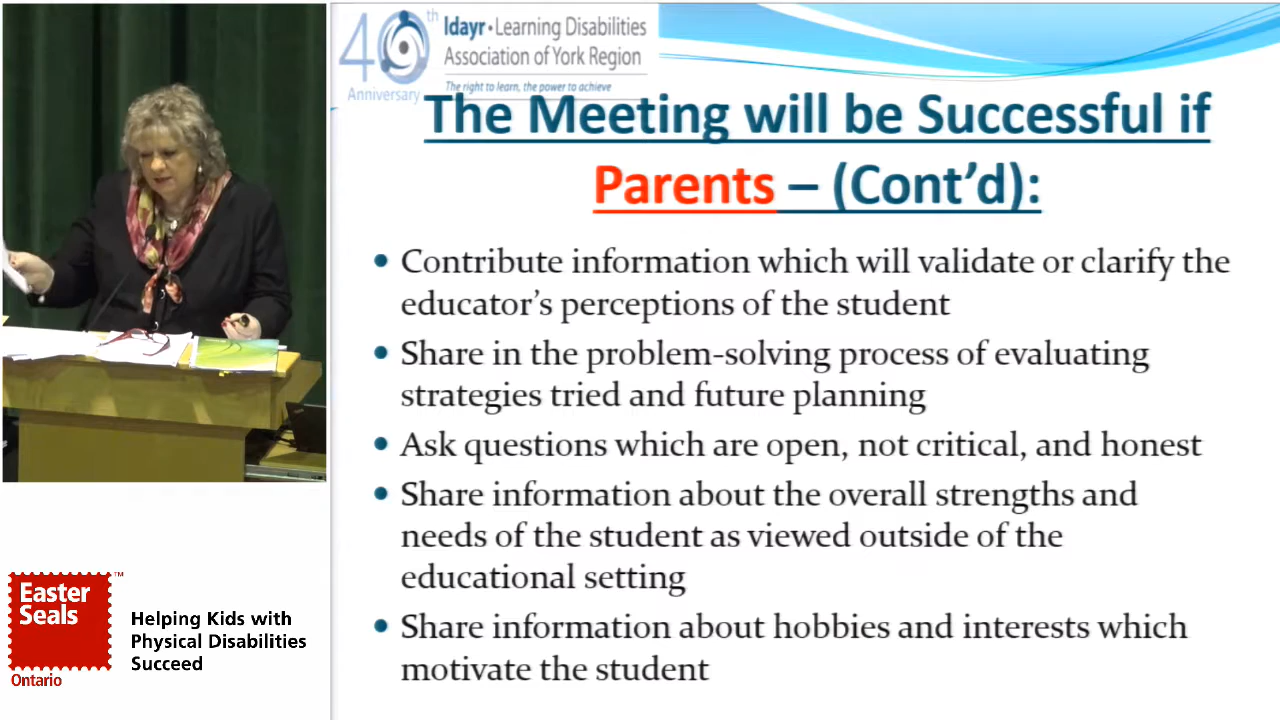 40th
Anniversary
ldayr • Learning Disabilities
Association of York Region
The right to learn, the power to achieve
The Meeting will be Successful if
Parents – (Cont’d):
• Contribute information which will validate or clarify the
educator’s perceptions of the student
• Share in the problem-solving process of evaluating
strategies tried and future planning
• Ask questions which are open, not critical, and honest
• Share information about the overall strengths and
needs of the student as viewed outside of the
educational setting
• Share information about hobbies and interests which
motivate the student
Easter
Seals
TM
Ontario
Helping Kids with
Physical Disabilities
Succeed